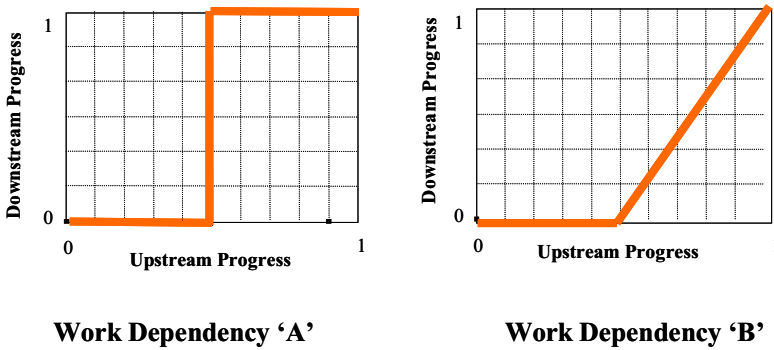 1
Downstream Progress
0
0
1
Upstream Progress
Work Dependency ‘A’
1
Downstream Progress
0
0
1
Upstream Progress
Work Dependency ‘B’